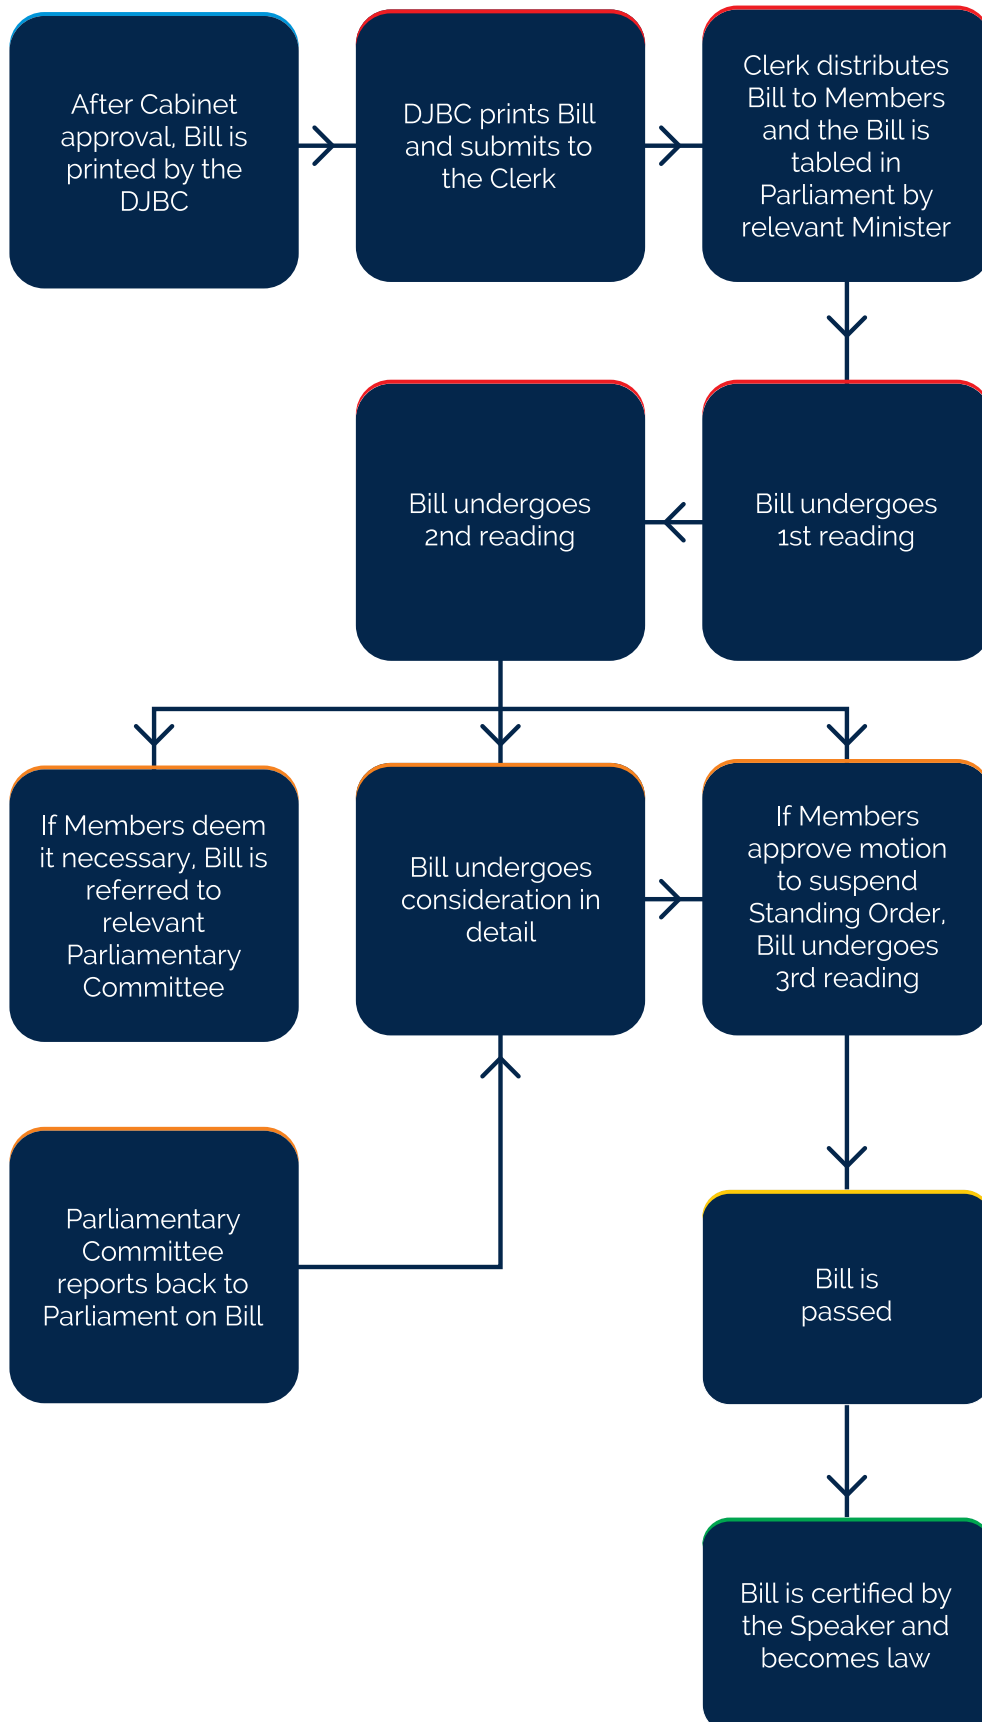 After Cabinet
approval, Bill is
printed by the
DJBC
DJBC prints Bill
and submits to
the Clerk
Clerk distributes
Bill to Members
and the Bill is
tabled in
Parliament by
relevant Minister
Bill undergoes
1st reading
Bill undergoes
2nd reading
If Members deem
it necessary, Bill is
referred to
relevant
Parliamentary
Committee
Bill undergoes
consideration in
detail
If Members
approve motion
to suspend
Standing Order,
Bill undergoes
3rd reading
Parliamentary
Committee
reports back to
Parliament on Bill
Bill is
passed
Bill is certified by
the Speaker and
becomes law